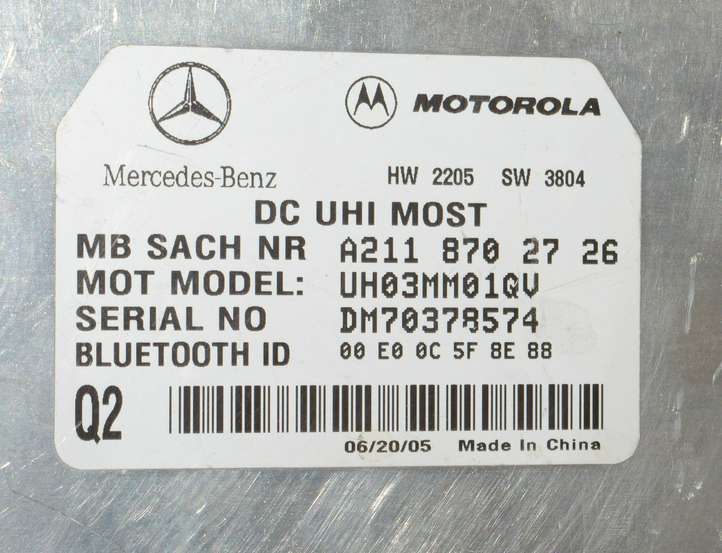 MOTOROLA
Mercedes-Benz
HW 2205 SW 3804
DC UHI MOST
MB SACH NR A211 870 27 26
MOT MODEL: UH03MM01QV
SERIAL NO DM70378574
BLUETOOTH ID 00 E0 0C 5F 8E 88
Q2
06/20/05 Made In China